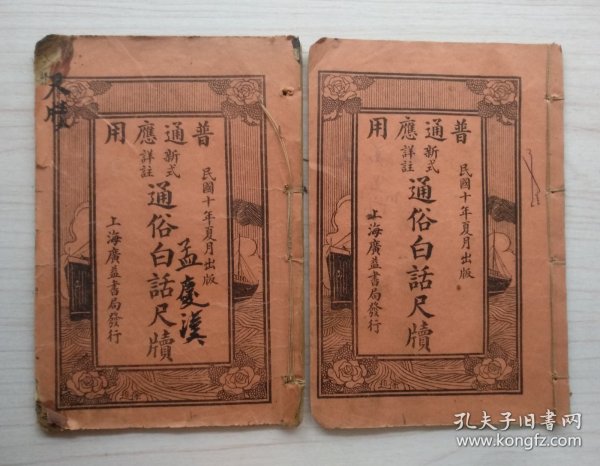 尺牘
普通應用
民國十年夏月出版
新式
詳註
通俗白話尺牘
孟慶漢
上海廣益書局發行
普通應用
民國十年夏月出版
新式
詳註
通俗白話尺牘
上海廣益書局發行
孔夫子旧书网
www.kongfz.com